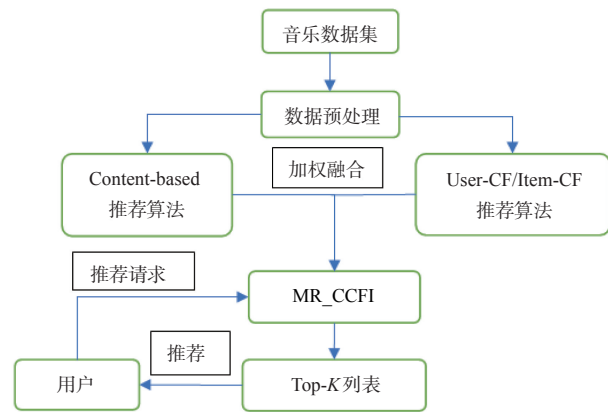 音乐数据集
数据预处理
Content-based
推荐算法
加权融合
User-CF/Item-CF
推荐算法
推荐请求
MR_CCFI
推荐
用户
Top-K列表